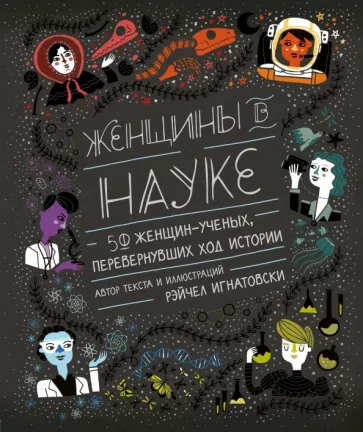 ЖЕНЩИНЫ В
НАУКЕ
50 ЖЕНЩИН-УЧЕНЫХ,
ПЕРЕВЕРНУВШИХ ХОД ИСТОРИИ
АВТОР ТЕКСТА И ИЛЛЮСТРАЦИЙ
РЭЙЧЕЛ ИГНАТОВСКИ